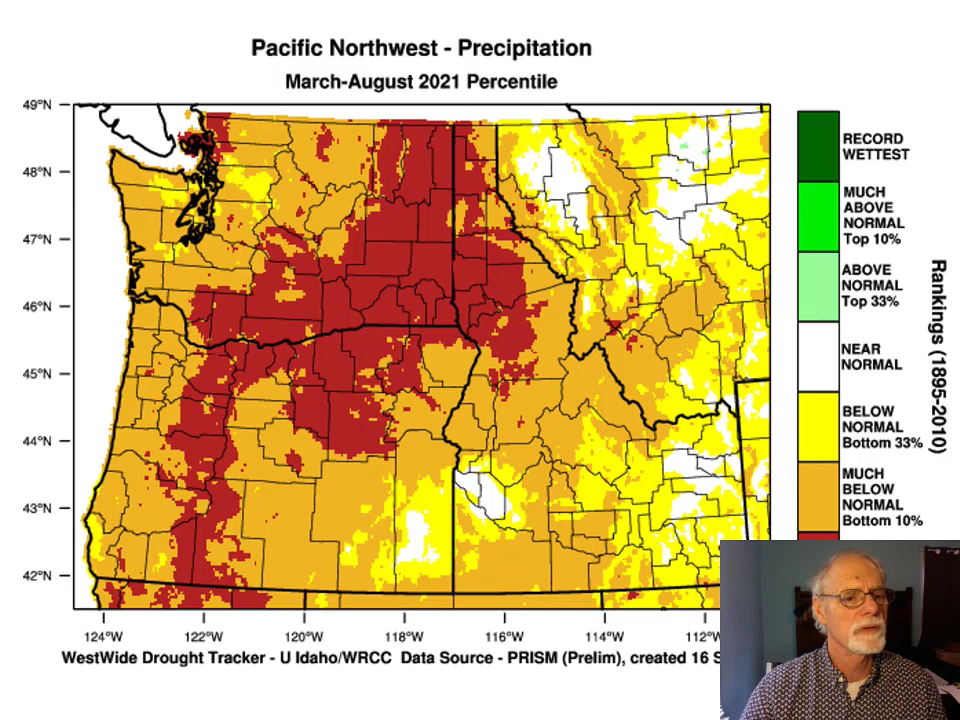 Pacific Northwest - Precipitation
March-August 2021 Percentile
49°N
48°N
47°N
46°N
45°N
44°N
43°N
42°N
124°W
122°W
120°W
118°W
116°W
114°W
112°W
WestWide Drought Tracker - U Idaho/WRCC Data Source - PRISM (Prelim), created 16 S
RECORD
WETTEST
MUCH
ABOVE
NORMAL
Top 10%
ABOVE
NORMAL
Top 33%
NEAR
NORMAL
BELOW
NORMAL
Bottom 33%
MUCH
BELOW
NORMAL
Bottom 10%
Rankings (1895-2010)